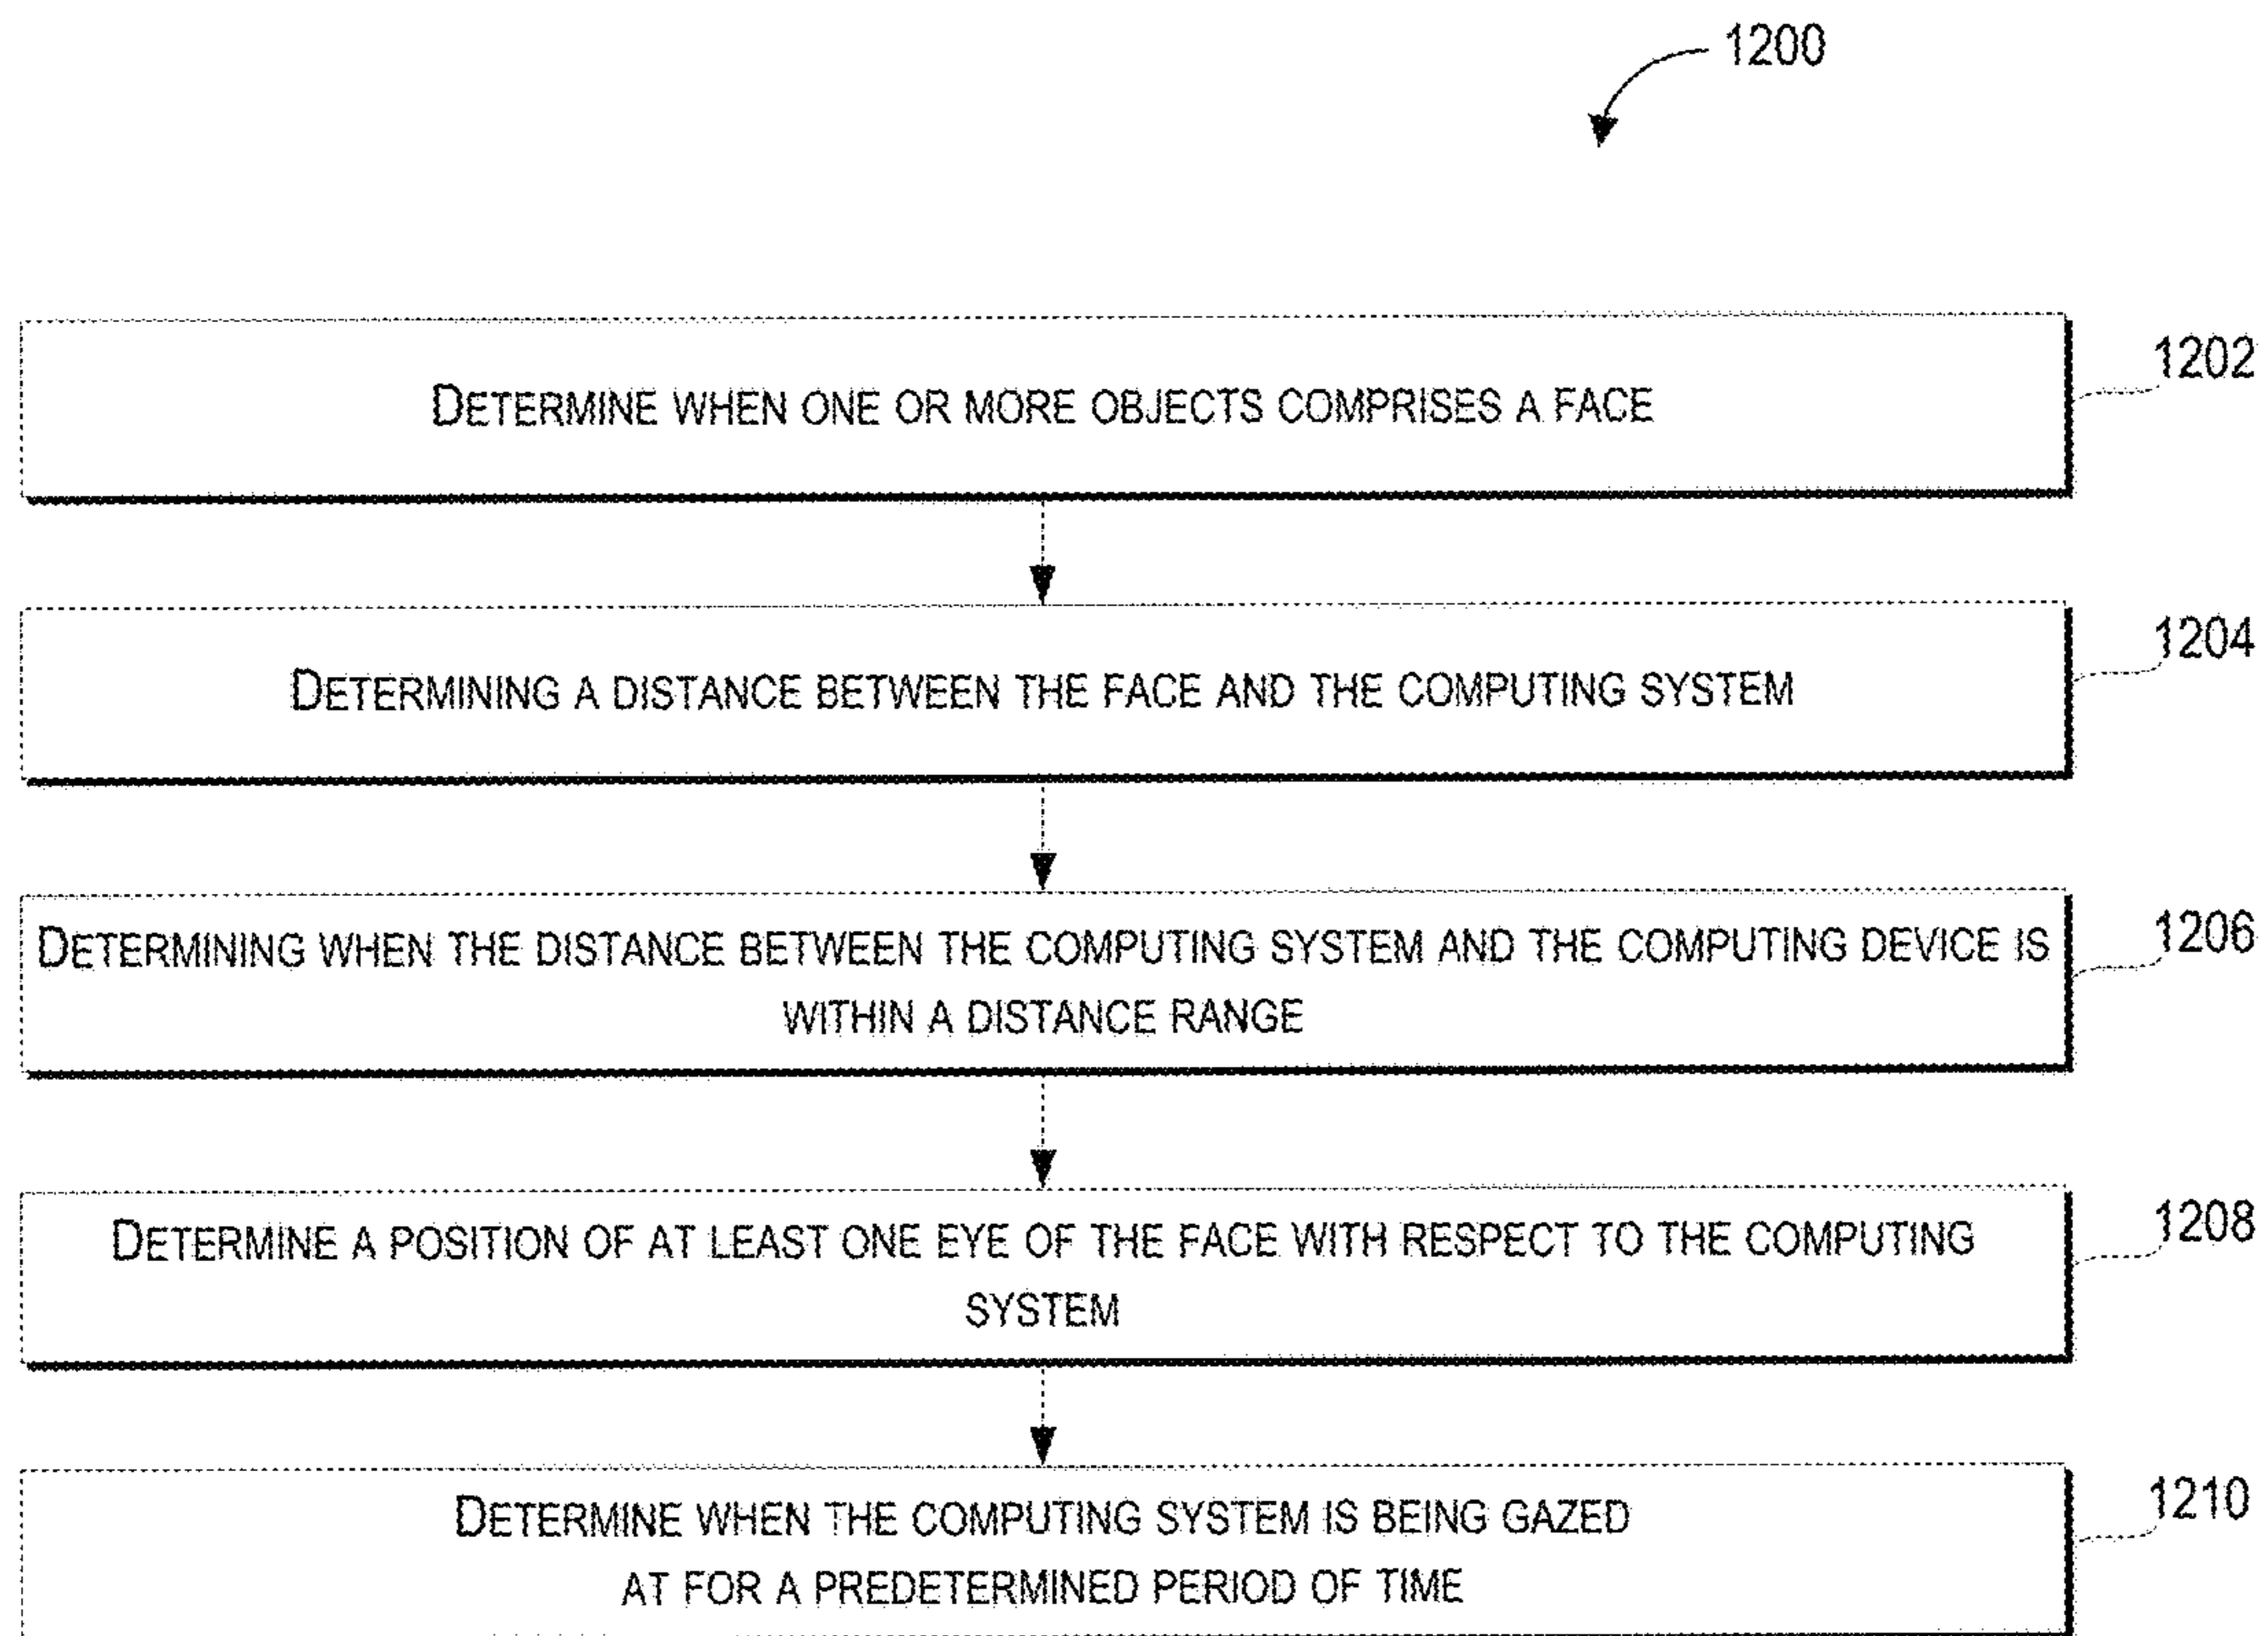 1200
DETERMINE WHEN ONE OR MORE OBJECTS COMPRISES A FACE
1202
DETERMINING A DISTANCE BETWEEN THE FACE AND THE COMPUTING SYSTEM
1204
DETERMINING WHEN THE DISTANCE BETWEEN THE COMPUTING SYSTEM AND THE COMPUTING DEVICE IS
WITHIN A DISTANCE RANGE
1206
DETERMINE A POSITION OF AT LEAST ONE EYE OF THE FACE WITH RESPECT TO THE COMPUTING
SYSTEM
1208
DETERMINE WHEN THE COMPUTING SYSTEM IS BEING GAZED
AT FOR A PREDETERMINED PERIOD OF TIME
1210